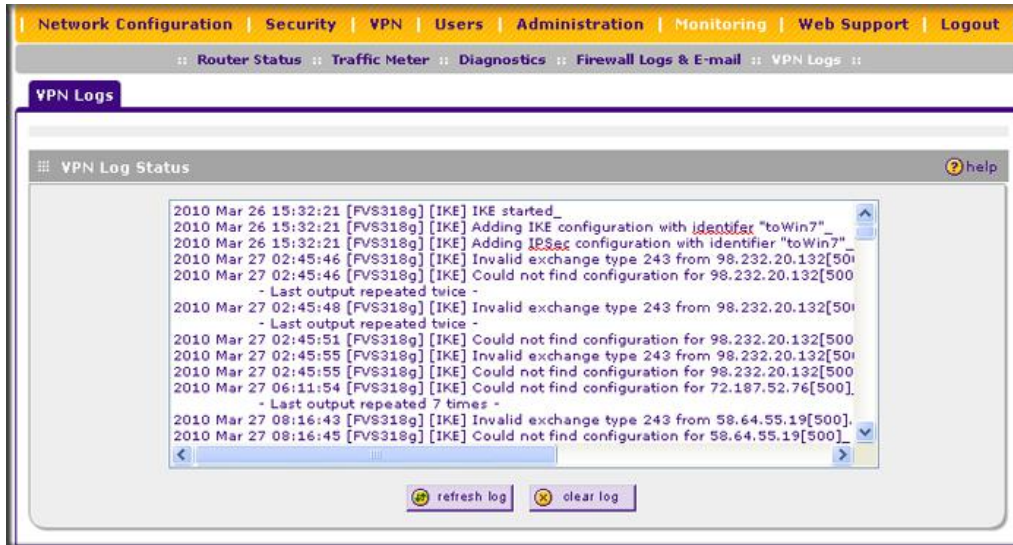 Network Configuration | Security | VPN | Users | Administration | Monitoring | Web Support | Logout
:: Router Status :: Traffic Meter :: Diagnostics :: Firewall Logs & E-mail :: VPN Logs ::
VPN Logs
VPN Log Status
help
2010 Mar 26 15:32:21 [FVS318g] [IKE] IKE started_
2010 Mar 26 15:32:21 [FVS318g] [IKE] Adding IKE configuration with identifer "toWin7"_
2010 Mar 26 15:32:21 [FVS318g] [IKE] Adding IPSec configuration with identifier "toWin7"_
2010 Mar 27 02:45:46 [FVS318g] [IKE] Invalid exchange type 243 from 98.232.20.132[50
2010 Mar 27 02:45:46 [FVS318g] [IKE] Could not find configuration for 98.232.20.132[500
- Last output repeated twice -
2010 Mar 27 02:45:48 [FVS318g] [IKE] Invalid exchange type 243 from 98.232.20.132[50
- Last output repeated twice -
2010 Mar 27 02:45:51 [FVS318g] [IKE] Could not find configuration for 98.232.20.132[500
2010 Mar 27 02:45:55 [FVS318g] [IKE] Invalid exchange type 243 from 98.232.20.132[50
2010 Mar 27 02:45:55 [FVS318g] [IKE] Could not find configuration for 98.232.20.132[500
2010 Mar 27 06:11:54 [FVS318g] [IKE] Could not find configuration for 72.187.52.76[500]_
- Last output repeated 7 times -
2010 Mar 27 08:16:43 [FVS318g] [IKE] Invalid exchange type 243 from 58.64.55.19[500].
2010 Mar 27 08:16:45 [FVS318g] [IKE] Could not find configuration for 58.64.55.19[500]_
refresh log
clear log